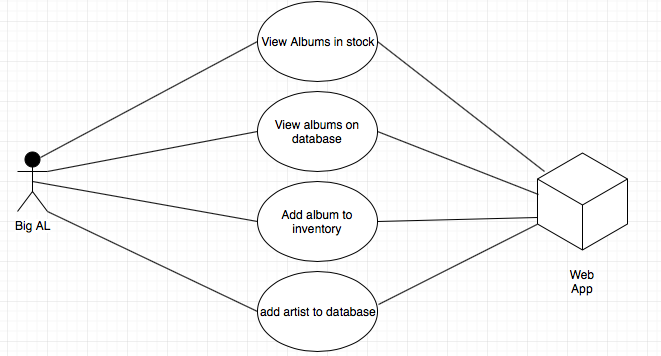 View Albums in stock
View albums on
database
Big AL
Add album to
inventory
Web
App
add artist to database